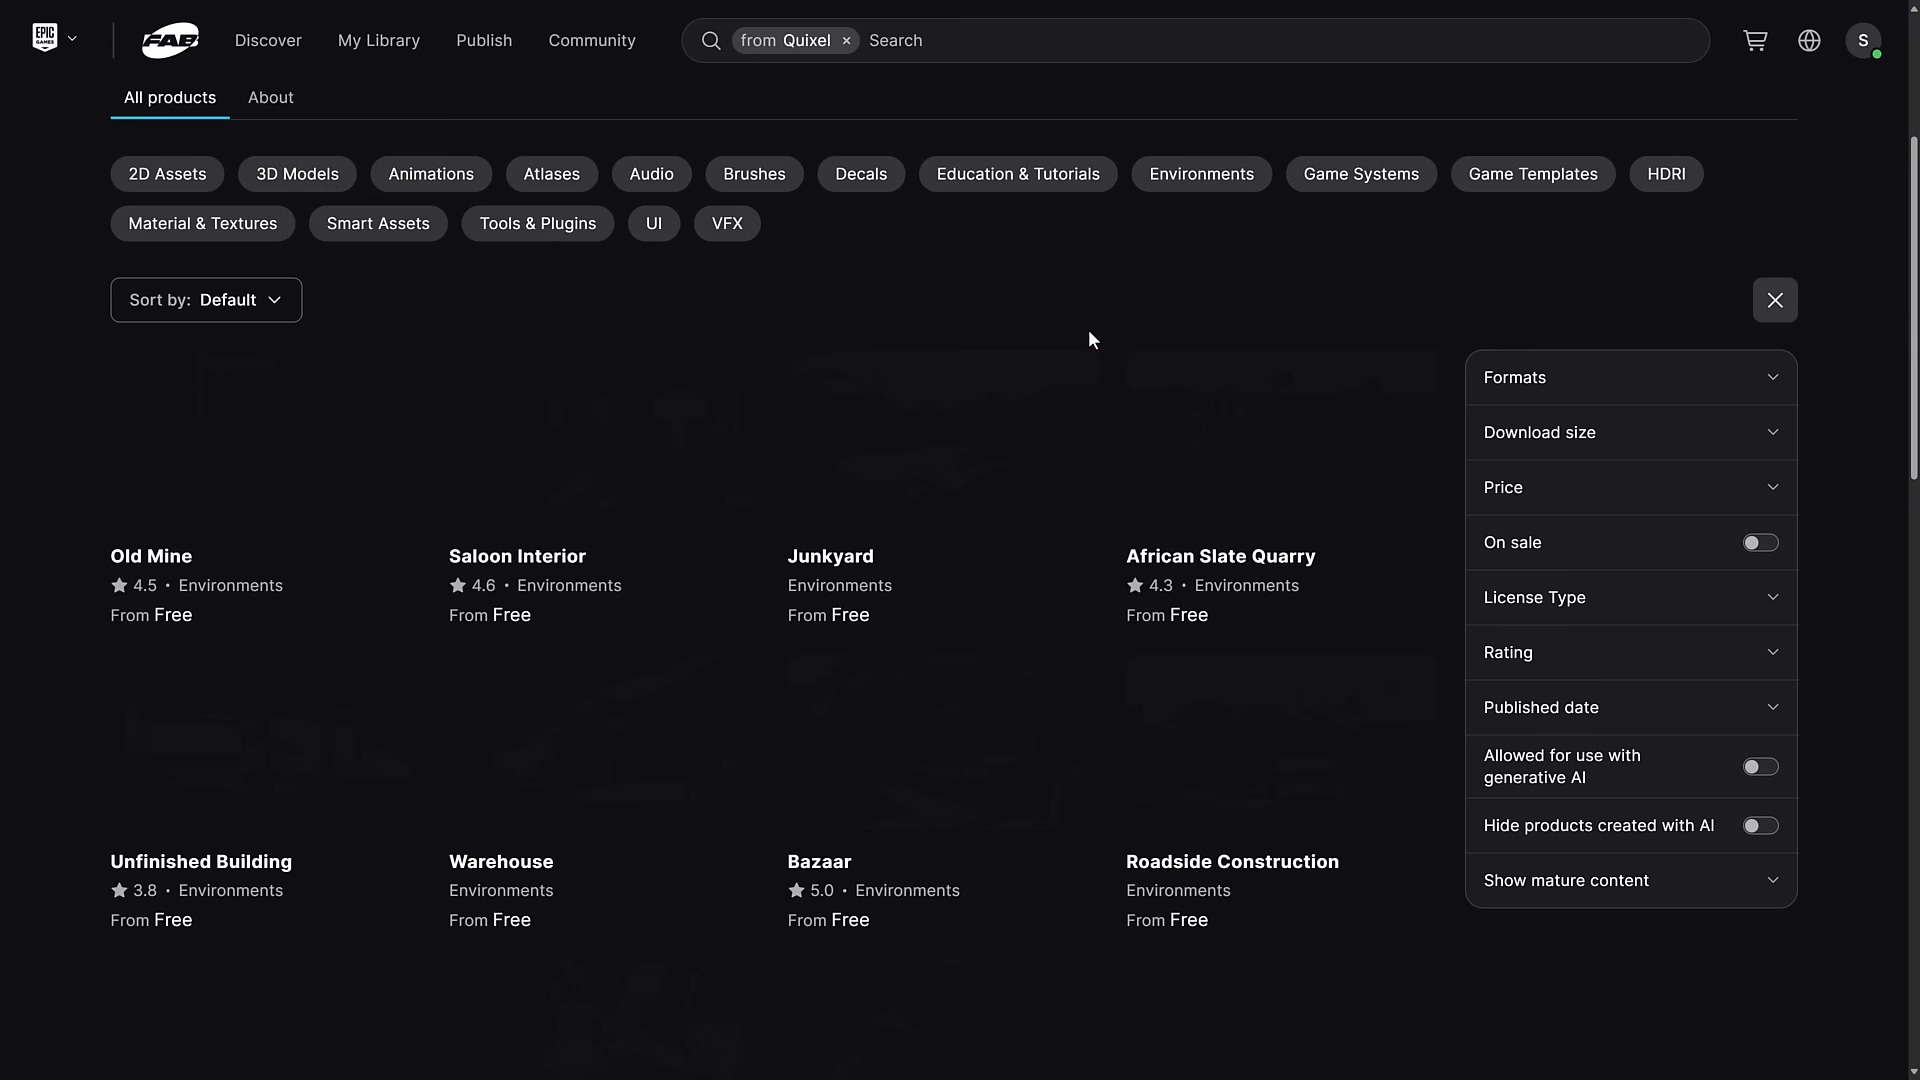 EPIC GAMES
FAB
Discover
My Library
Publish
Community
from Quixel ×
Search
S
All products
About
2D Assets
3D Models
Animations
Atlases
Audio
Brushes
Decals
Education & Tutorials
Environments
Game Systems
Game Templates
HDRI
Material & Textures
Smart Assets
Tools & Plugins
UI
VFX
Sort by: Default
Old Mine
4.5 • Environments
From Free
Saloon Interior
4.6 • Environments
From Free
Junkyard
Environments
From Free
African Slate Quarry
4.3 • Environments
From Free
Unfinished Building
3.8 • Environments
From Free
Warehouse
Environments
From Free
Bazaar
5.0 • Environments
From Free
Roadside Construction
Environments
From Free
Formats
Download size
Price
On sale
License Type
Rating
Published date
Allowed for use with
generative AI
Hide products created with AI
Show mature content